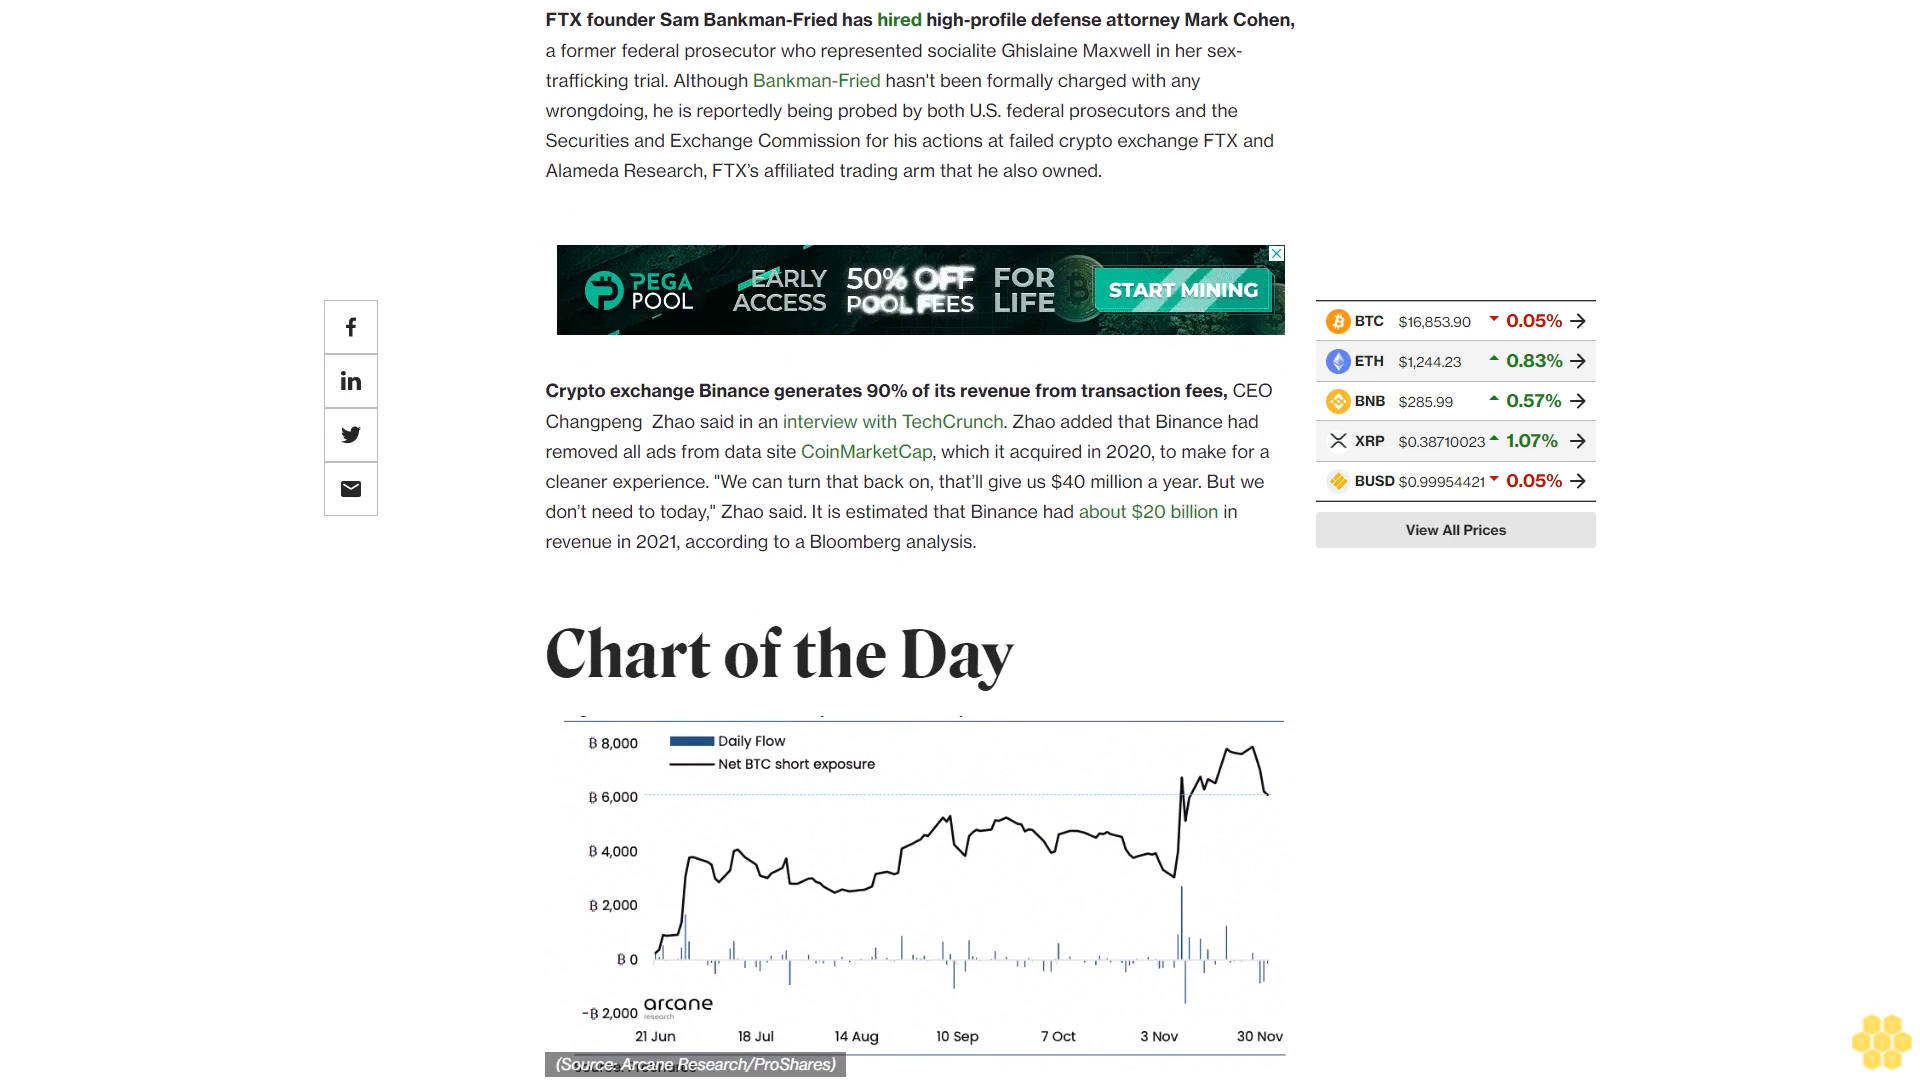 FTX founder Sam Bankman-Fried has hired high-profile defense attorney Mark Cohen,
a former federal prosecutor who represented socialite Ghislaine Maxwell in her sex-
trafficking trial. Although Bankman-Fried hasn't been formally charged with any
wrongdoing, he is reportedly being probed by both U.S. federal prosecutors and the
Securities and Exchange Commission for his actions at failed crypto exchange FTX and
Alameda Research, FTX’s affiliated trading arm that he also owned.
PEGA
POOL
EARLY
ACCESS
50% OFF
POOL FEES
FOR
LIFE
START MINING
Crypto exchange Binance generates 90% of its revenue from transaction fees, CEO
Changpeng Zhao said in an interview with TechCrunch. Zhao added that Binance had
removed all ads from data site CoinMarketCap, which it acquired in 2020, to make for a
cleaner experience. "We can turn that back on, that’ll give us $40 million a year. But we
don’t need to today," Zhao said. It is estimated that Binance had about $20 billion in
revenue in 2021, according to a Bloomberg analysis.
BTC $16,853.90 0.05%
ETH $1,244.23 0.83%
BNB $285.99 0.57%
XRP $0.38710023 1.07%
BUSD $0.99954421 0.05%
View All Prices
Chart of the Day
Daily Flow
Net BTC short exposure
₿ 8,000
₿ 6,000
₿ 4,000
₿ 2,000
₿ 0
-₿ 2,000
arcane
research
21 Jun 18 Jul 14 Aug 10 Sep 7 Oct 3 Nov 30 Nov
(Source: Arcane Research/ProShares)